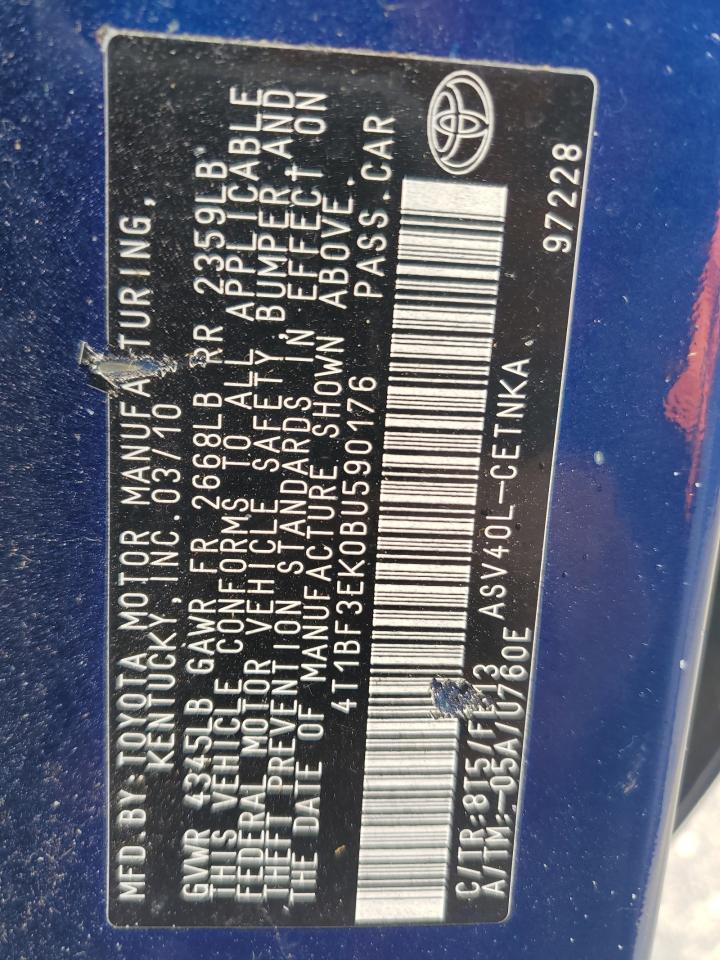 MFD.BY:TOYOTA MOTOR MANUFACTURING,
KENTUCKY,INC.03/10
GVWR 4345LB GAWR FR 2668LB RR 2359LB
THIS VEHICLE CONFORMS TO ALL APPLICABLE
FEDERAL MOTOR VEHICLE SAFETY, BUMPER, AND
THEFT PREVENTION STANDARDS IN EFFECT ON
THE DATE OF MANUFACTURE SHOWN ABOVE.
4T1BF3EK0BU590176 PASS.CAR
C/TR:8T5/FL13 ASV40L-CETNKA
A/TM:-05A/U760E
97228